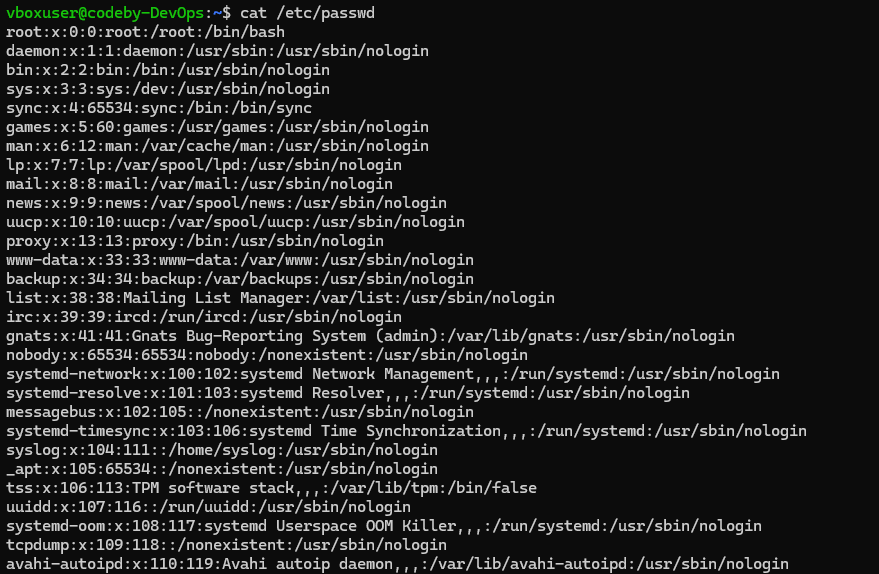 vboxuser@codeby-DevOps:~$ cat /etc/passwd
root:x:0:0:root:/root:/bin/bash
daemon:x:1:1:daemon:/usr/sbin:/usr/sbin/nologin
bin:x:2:2:bin:/bin:/usr/sbin/nologin
sys:x:3:3:sys:/dev:/usr/sbin/nologin
sync:x:4:65534:sync:/bin:/bin/sync
games:x:5:60:games:/usr/games:/usr/sbin/nologin
man:x:6:12:man:/var/cache/man:/usr/sbin/nologin
lp:x:7:7:lp:/var/spool/lpd:/usr/sbin/nologin
mail:x:8:8:mail:/var/mail:/usr/sbin/nologin
news:x:9:9:news:/var/spool/news:/usr/sbin/nologin
uucp:x:10:10:uucp:/var/spool/uucp:/usr/sbin/nologin
proxy:x:13:13:proxy:/bin:/usr/sbin/nologin
www-data:x:33:33:www-data:/var/www:/usr/sbin/nologin
backup:x:34:34:backup:/var/backups:/usr/sbin/nologin
list:x:38:38:Mailing List Manager:/var/list:/usr/sbin/nologin
irc:x:39:39:ircd:/run/ircd:/usr/sbin/nologin
gnats:x:41:41:Gnats Bug-Reporting System (admin):/var/lib/gnats:/usr/sbin/nologin
nobody:x:65534:65534:nobody:/nonexistent:/usr/sbin/nologin
systemd-network:x:100:102:systemd Network Management,,,:/run/systemd:/usr/sbin/nologin
systemd-resolve:x:101:103:systemd Resolver,,,:/run/systemd:/usr/sbin/nologin
messagebus:x:102:105::/nonexistent:/usr/sbin/nologin
systemd-timesync:x:103:106:systemd Time Synchronization,,,:/run/systemd:/usr/sbin/nologin
syslog:x:104:111::/home/syslog:/usr/sbin/nologin
_apt:x:105:65534::/nonexistent:/usr/sbin/nologin
tss:x:106:113:TPM software stack,,,:/var/lib/tpm:/bin/false
uuidd:x:107:116::/run/uuidd:/usr/sbin/nologin
systemd-oom:x:108:117:systemd Userspace OOM Killer,,,:/run/systemd:/usr/sbin/nologin
tcpdump:x:109:118::/nonexistent:/usr/sbin/nologin
avahi-autoipd:x:110:119:Avahi autoip daemon,,,:/var/lib/avahi-autoipd:/usr/sbin/nologin